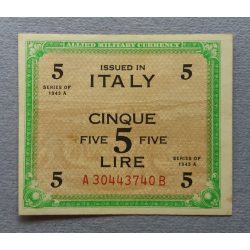 ALLIED MILITARY CURRENCY
5 ISSUED IN 5
ITALY
SERIES OF
1943 A
CINQUE
FIVE 5 FIVE
LIRE
SERIES OF
1943 A
5 A30443740B 5